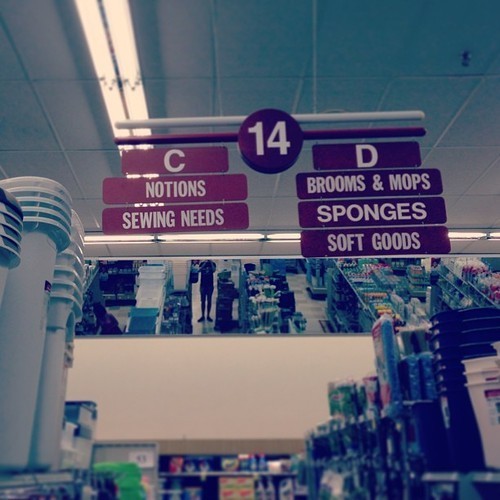 14
C
NOTIONS
SEWING NEEDS
D
BROOMS & MOPS
SPONGES
SOFT GOODS